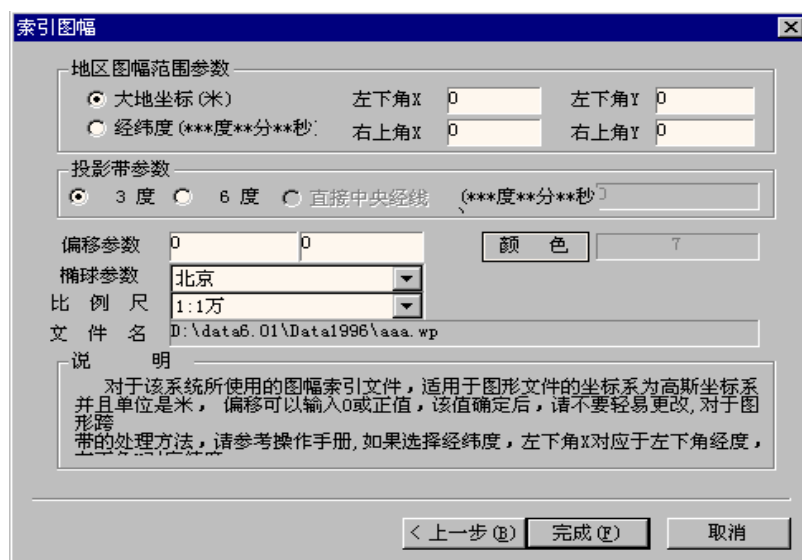 索引图幅
地区图幅范围参数
大地坐标(米) 左下角X 0 左下角Y 0
经纬度(***度**分**秒) 右上角X 0 右上角Y 0
投影带参数
3 度 6 度 直接中央经线 (***度**分**秒
偏移参数 0 0 颜 色 7
椭球参数 北京
比 例 尺 1:1万
文 件 名 D:\data6.01\Data1996\aaa.wp
说 明
对于该系统所使用的图幅索引文件，适用于图形文件的坐标系为高斯坐标系
并且单位是米， 偏移可以输入0或正值，该值确定后，请不要轻易更改,对于图
形跨
带的处理方法，请参考操作手册,如果选择经纬度，左下角X对应于左下角经度，
< 上一步(B) 完成(F) 取消